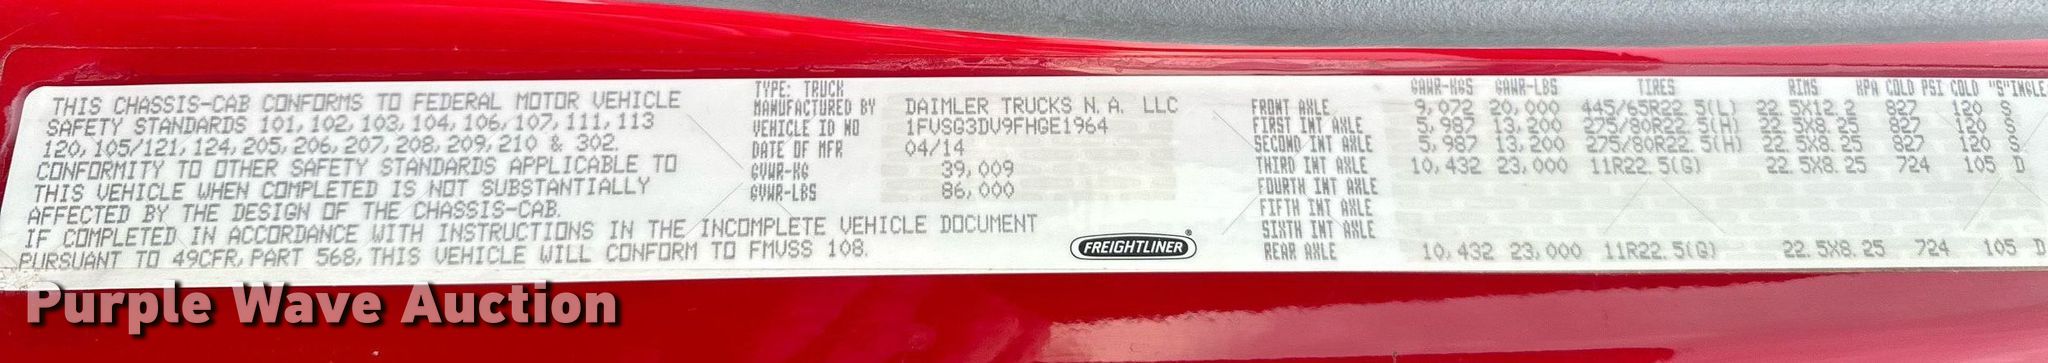 THIS CHASSIS-CAB CONFORMS TO FEDERAL MOTOR VEHICLE
SAFETY STANDARDS 101, 102, 103, 104, 106, 107, 111, 113
120, 105/121, 124, 205, 206, 207, 208, 209, 210 & 302.
CONFORMITY TO OTHER SAFETY STANDARDS APPLICABLE TO
THIS VEHICLE WHEN COMPLETED IS NOT SUBSTANTIALLY
AFFECTED BY THE DESIGN OF THE CHASSIS-CAB.
IF COMPLETED IN ACCORDANCE WITH INSTRUCTIONS IN THE INCOMPLETE VEHICLE DOCUMENT
PURSUANT TO 49CFR, PART 568, THIS VEHICLE WILL CONFORM TO FMVSS 108.
TYPE: TRUCK
MANUFACTURED BY DAIMLER TRUCKS N. A. LLC
VEHICLE ID NO 1FVSG3DV9FHGE1964
DATE OF MFR 04/14
GVWR-KG 39,009
GVWR-LBS 86,000
FREIGHTLINER®
GAWR-KGS GAWR-LBS TIRES RIMS KPA COLD PSI COLD "S"INGLE
FRONT AXLE 9,072 20,000 445/65R22.5(L) 22.5X12.2 827 120 S
FIRST INT AXLE 5,987 13,200 275/80R22.5(H) 22.5X8.25 827 120 S
SECOND INT AXLE 5,987 13,200 275/80R22.5(H) 22.5X8.25 827 120 S
THIRD INT AXLE 10,432 23,000 11R22.5(G) 22.5X8.25 724 105 D
FOURTH INT AXLE
FIFTH INT AXLE
SIXTH INT AXLE
REAR AXLE 10,432 23,000 11R22.5(G) 22.5X8.25 724 105 D
Purple Wave Auction